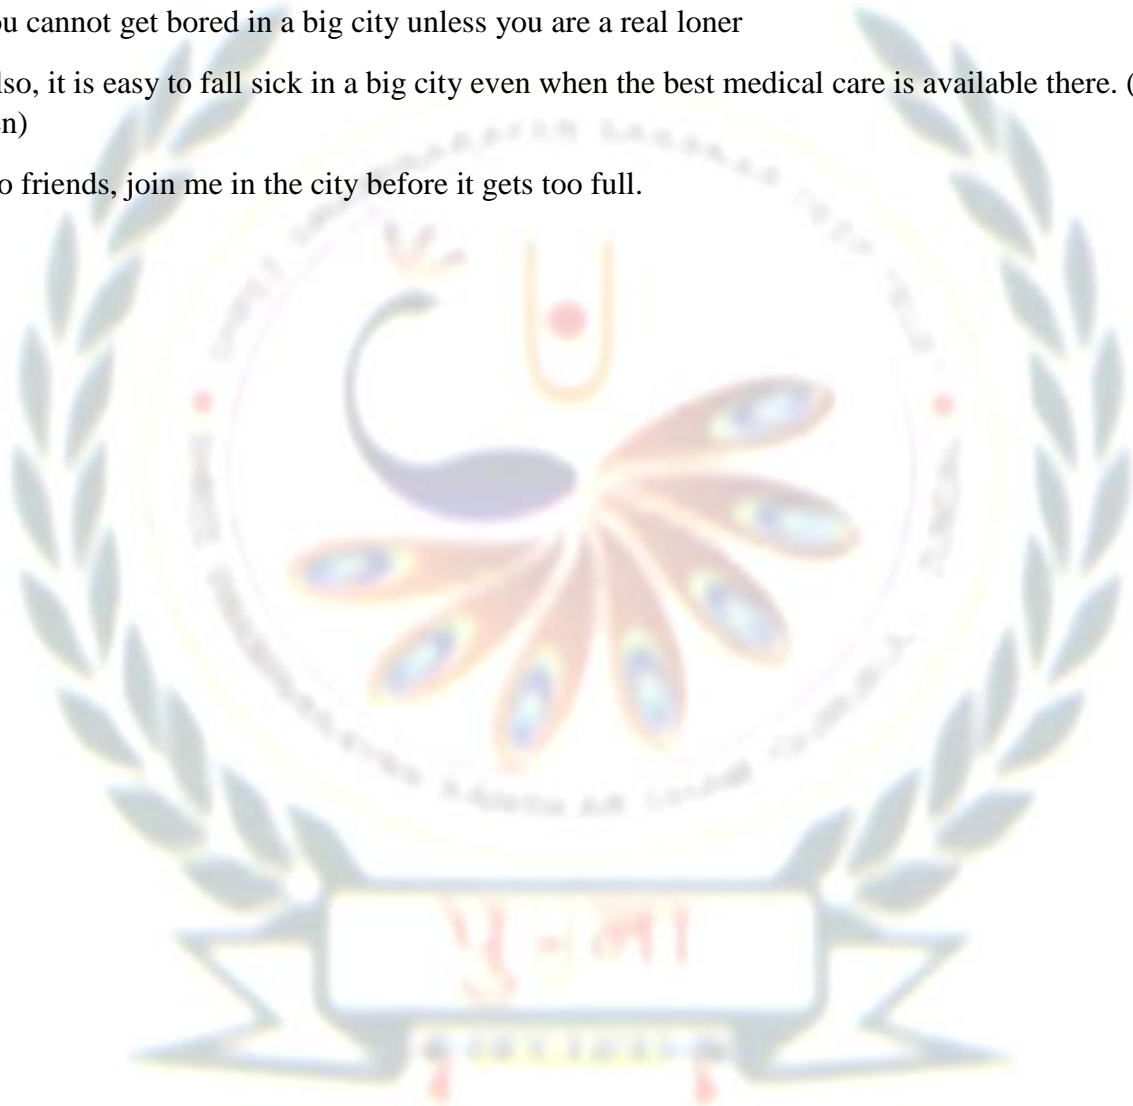 ou cannot get bored in a big city unless you are a real loner
lso, it is easy to fall sick in a big city even when the best medical care is available there. (
en)
o friends, join me in the city before it gets too full.